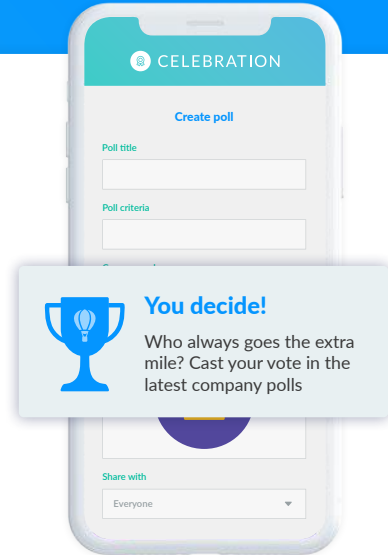 CELEBRATION
Create poll
Poll title
Poll criteria
You decide!
Who always goes the extra
mile? Cast your vote in the
latest company polls
Share with
Everyone